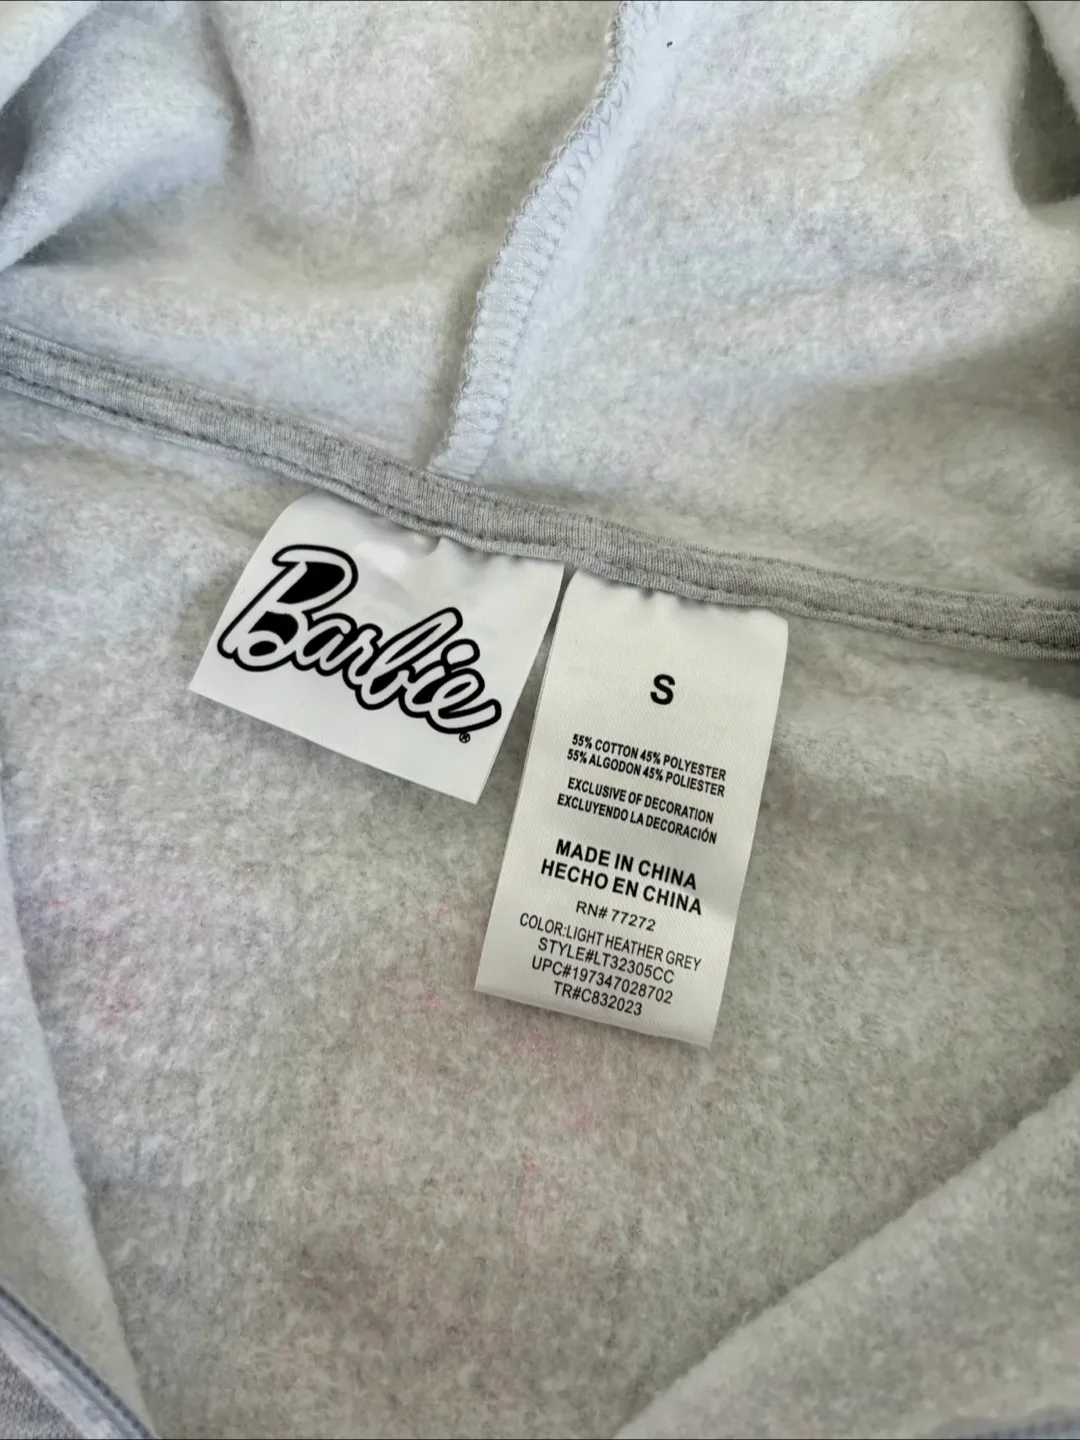 Barbie®
S
55% COTTON 45% POLYESTER
55% ALGODON 45% POLIESTER
EXCLUSIVE OF DECORATION
EXCLUYENDO LA DECORACIÓN
MADE IN CHINA
HECHO EN CHINA
RN# 77272
COLOR:LIGHT HEATHER GREY
STYLE#LT32305CC
UPC#197347028702
TR#C832023